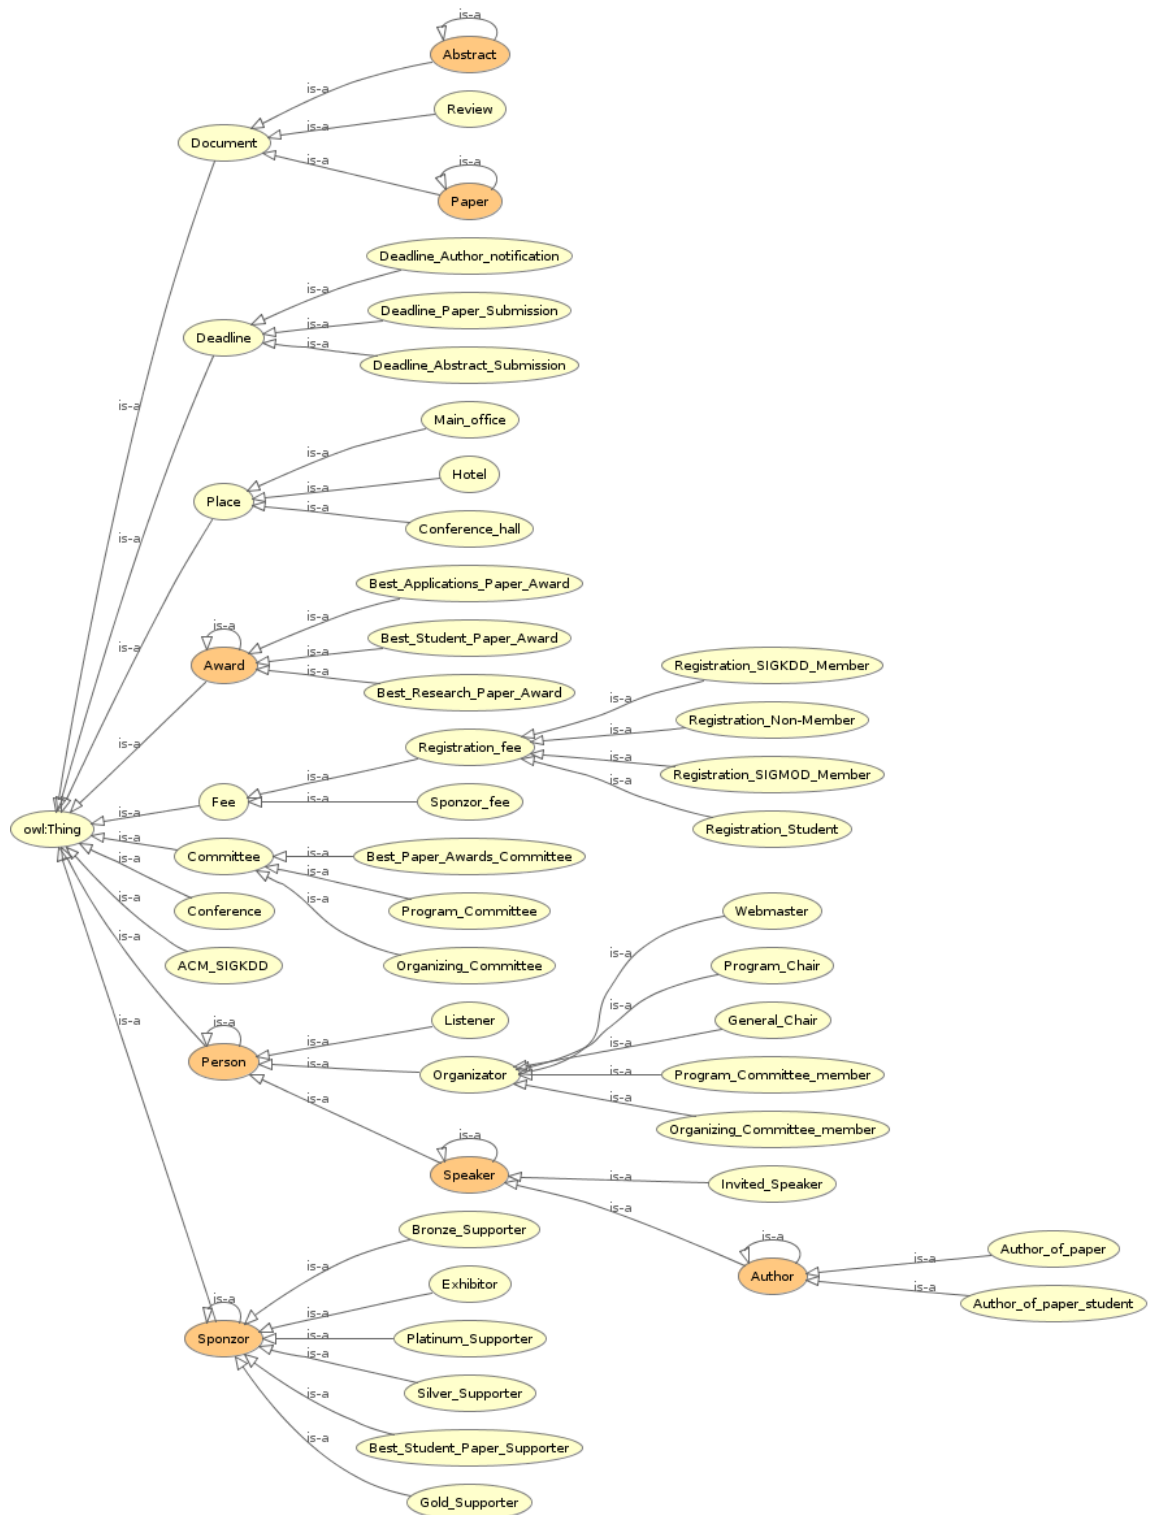 is-a
Abstract
is-a
Review
is-a
Document
is-a
is-a
Paper
Deadline_Author_notification
is-a
Deadline_Paper_Submission
is-a
Deadline
is-a
Deadline_Abstract_Submission
is-a
Main_office
is-a
Hotel
is-a
Place
is-a
Conference_hall
is-a
Best_Applications_Paper_Award
is-a
is-a
Best_Student_Paper_Award
is-a
is-a
Award
Registration_SIGKDD_Member
is-a
Best_Research_Paper_Award
is-a
Registration_Non-Member
is-a
is-a
Registration_fee
is-a
Registration_SIGMOD_Member
is-a
is-a
Fee
is-a
Sponzor_fee
is-a
owl:Thing
Registration_Student
is-a
Committee
is-a
Best_Paper_Awards_Committee
is-a
is-a
Conference
is-a
Program_Committee
Webmaster
is-a
is-a
is-a
ACM_SIGKDD
Organizing_Committee
Program_Chair
is-a
is-a
Listener
General_Chair
is-a
is-a
is-a
Person
is-a
Organizator
is-a
Program_Committee_member
is-a
is-a
Organizing_Committee_member
is-a
Speaker
is-a
Invited_Speaker
is-a
Bronze_Supporter
is-a
Author_of_paper
is-a
is-a
Exhibitor
Author
is-a
Author_of_paper_student
is-a
is-a
Sponzor
is-a
Platinum_Supporter
is-a
Silver_Supporter
is-a
Best_Student_Paper_Supporter
is-a
Gold_Supporter